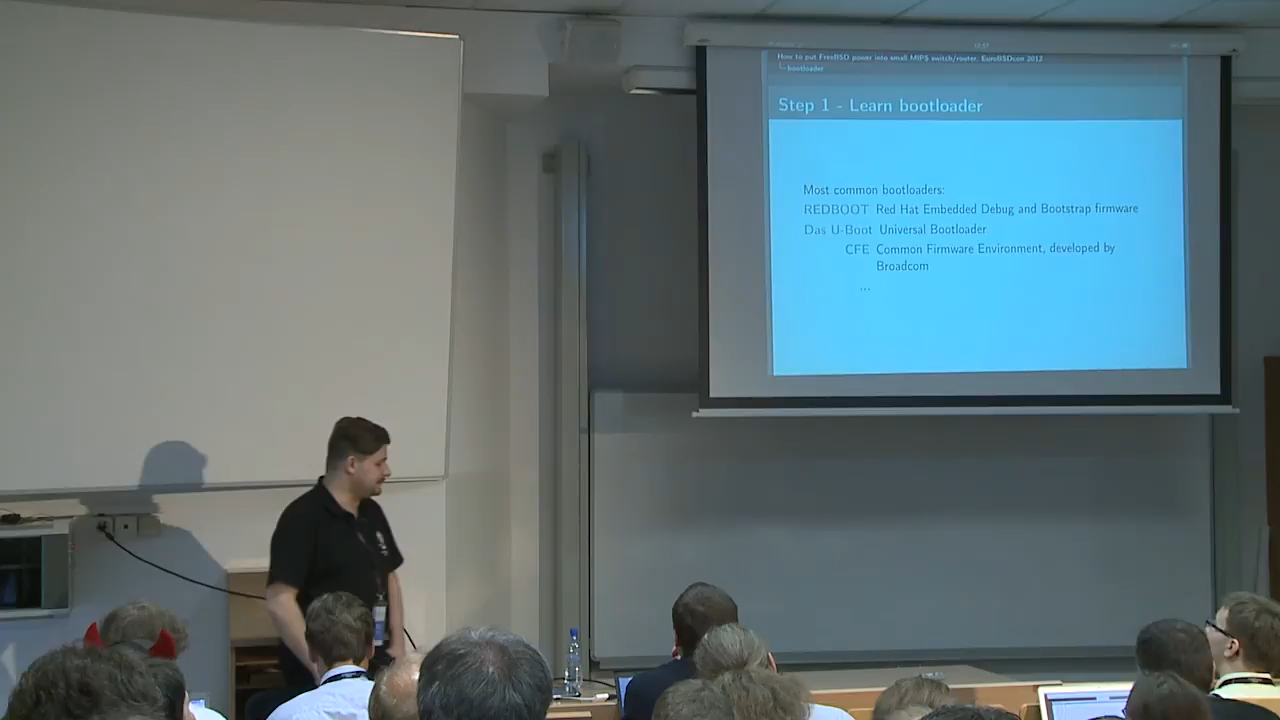 12:57
How to put FreeBSD power into small MIPS switch/router. EuroBSDcon 2012
bootloader
Step 1 - Learn bootloader
Most common bootloaders:
REDBOOT Red Hat Embedded Debug and Bootstrap firmware
Das U-Boot Universal Bootloader
CFE Common Firmware Environment, developed by
Broadcom
...